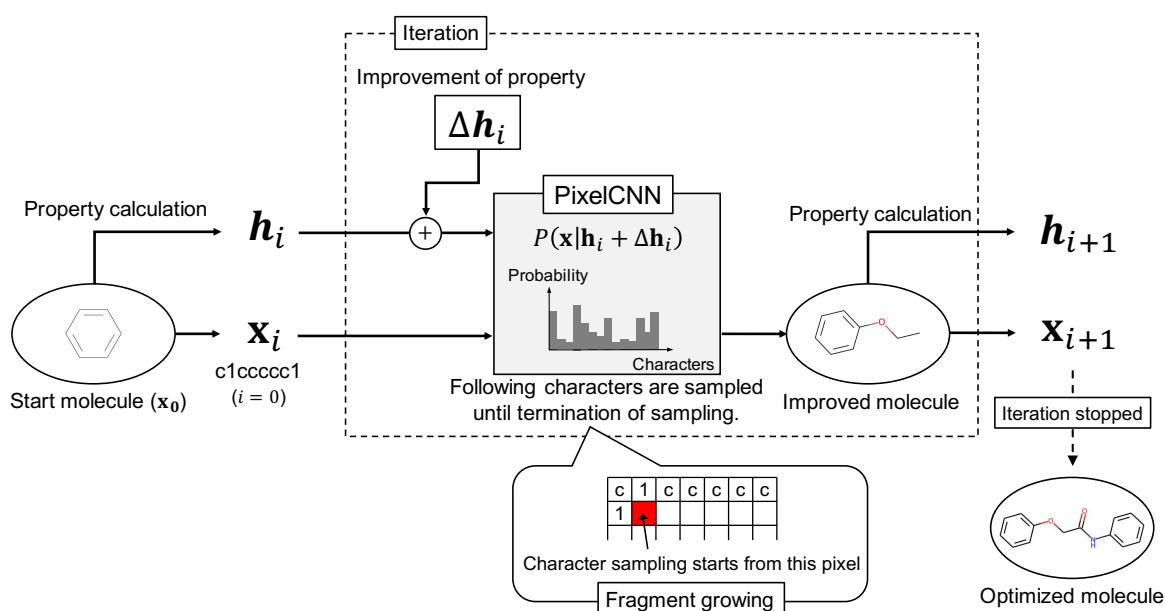 Iteration
Improvement of property
Δh_i
Property calculation
h_i
+
PixelCNN
P(x|h_i + Δh_i)
Probability
Characters
Property calculation
h_{i+1}
x_i
c1ccccc1
(i = 0)
Start molecule (x_0)
Following characters are sampled
until termination of sampling.
O
Improved molecule
x_{i+1}
Iteration stopped
c 1 c c c c c
1
Character sampling starts from this pixel
Fragment growing
O
O
N
H
Optimized molecule